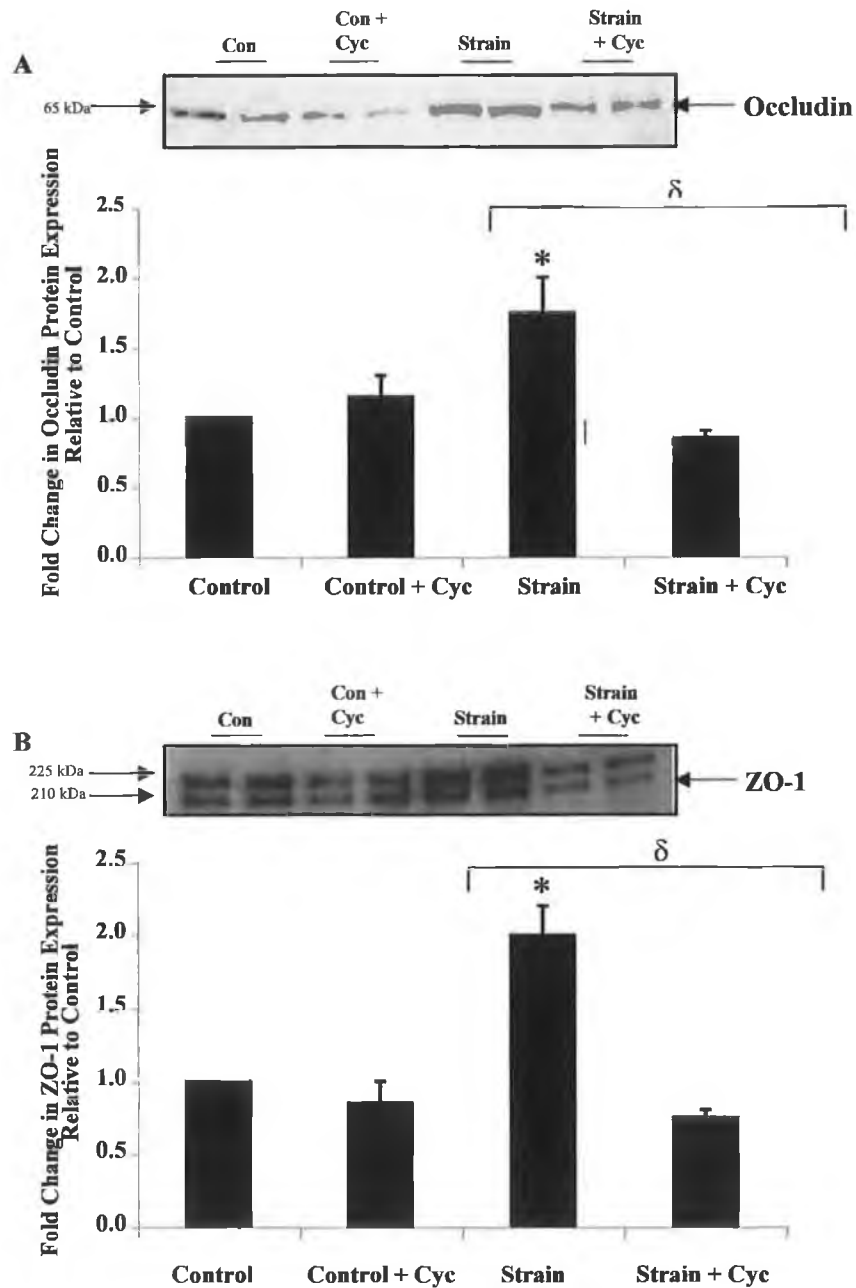 A
Con
Con +
Cyc
Strain
Strain
+ Cyc
65 kDa
Occludin
Fold Change in Occludin Protein Expression
Relative to Control
2.5
2.0
1.5
1.0
0.5
0.0
δ
*
Control
Control + Cyc
Strain
Strain + Cyc
B
Con
Con +
Cyc
Strain
Strain
+ Cyc
225 kDa
210 kDa
ZO-1
Fold Change in ZO-1 Protein Expression
Relative to Control
2.5
2.0
1.5
1.0
0.5
0.0
δ
*
Control
Control + Cyc
Strain
Strain + Cyc